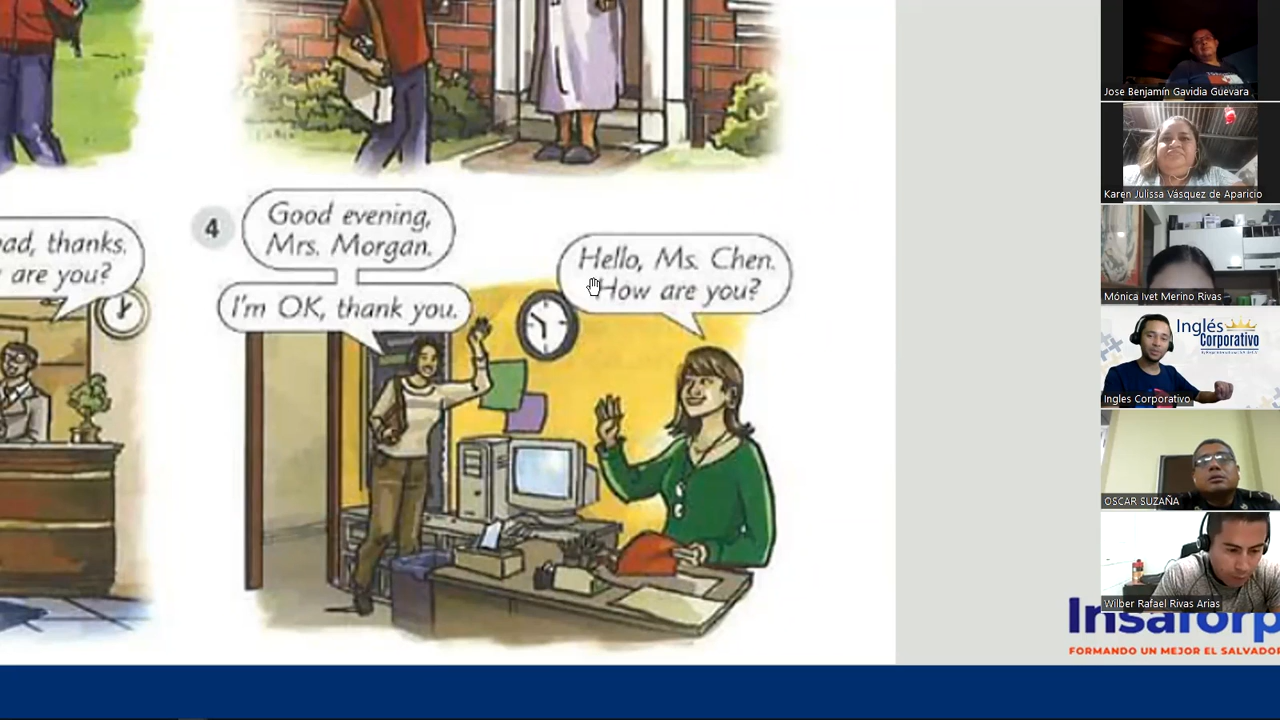 ad, thanks.
are you?
4
Good evening,
Mrs. Morgan.
I'm OK, thank you.
Hello, Ms. Chen.
How are you?
Jose Benjamín Gavidia Guevara
Karen Julissa Vásquez de Aparicio
Mónica Ivet Merino Rivas
Inglés
Corporativo
Ingles Corporativo
OSCAR SUZAÑA
Wilber Rafael Rivas Arias
Insaforp
FORMANDO UN MEJOR EL SALVADOR